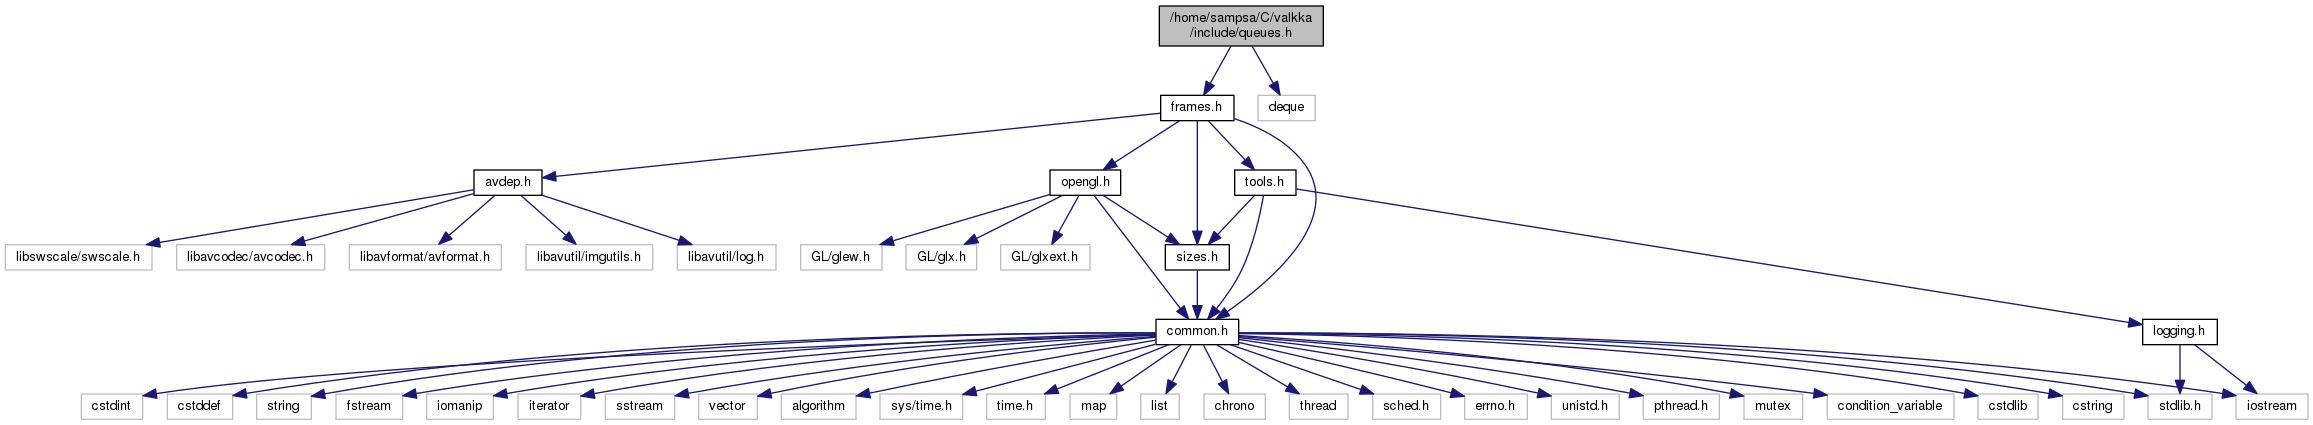 /home/sampsa/C/valkka
/include/queues.h
frames.h
deque
avdep.h
opengl.h
tools.h
libswscale/swscale.h
libavcodec/avcodec.h
libavformat/avformat.h
libavutil/imgutils.h
libavutil/log.h
GL/glew.h
GL/glx.h
GL/glxext.h
sizes.h
common.h
logging.h
cstdint
cstddef
string
fstream
iomanip
iterator
sstream
vector
algorithm
sys/time.h
time.h
map
list
chrono
thread
sched.h
errno.h
unistd.h
pthread.h
mutex
condition_variable
cstdlib
cstring
stdlib.h
iostream